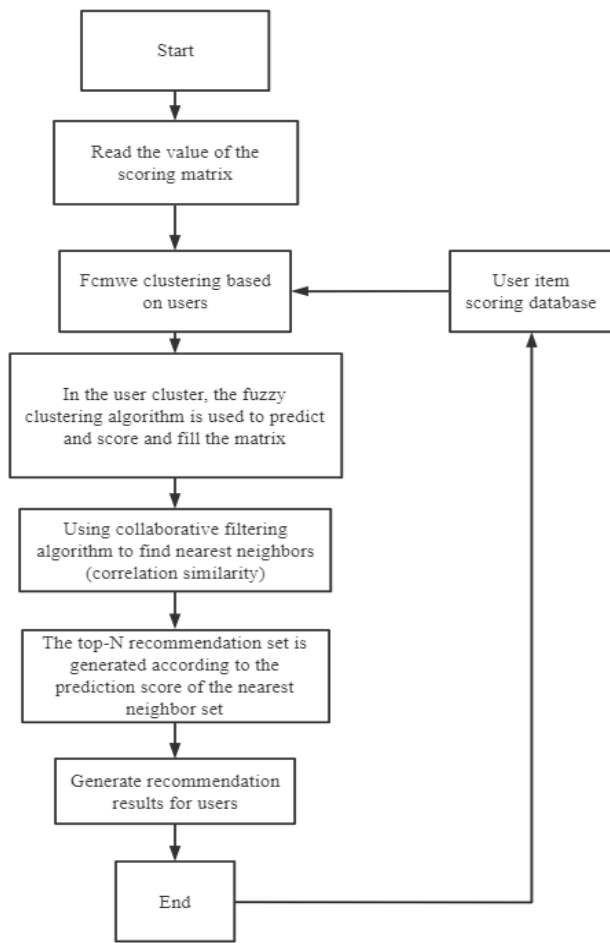 Start
Read the value of the
scoring matrix
Fcmwe clustering based
on users
User item
scoring database
In the user cluster, the fuzzy
clustering algorithm is used to predict
and score and fill the matrix
Using collaborative filtering
algorithm to find nearest neighbors
(correlation similarity)
The top-N recommendation set is
generated according to the
prediction score of the nearest
neighbor set
Generate recommendation
results for users
End